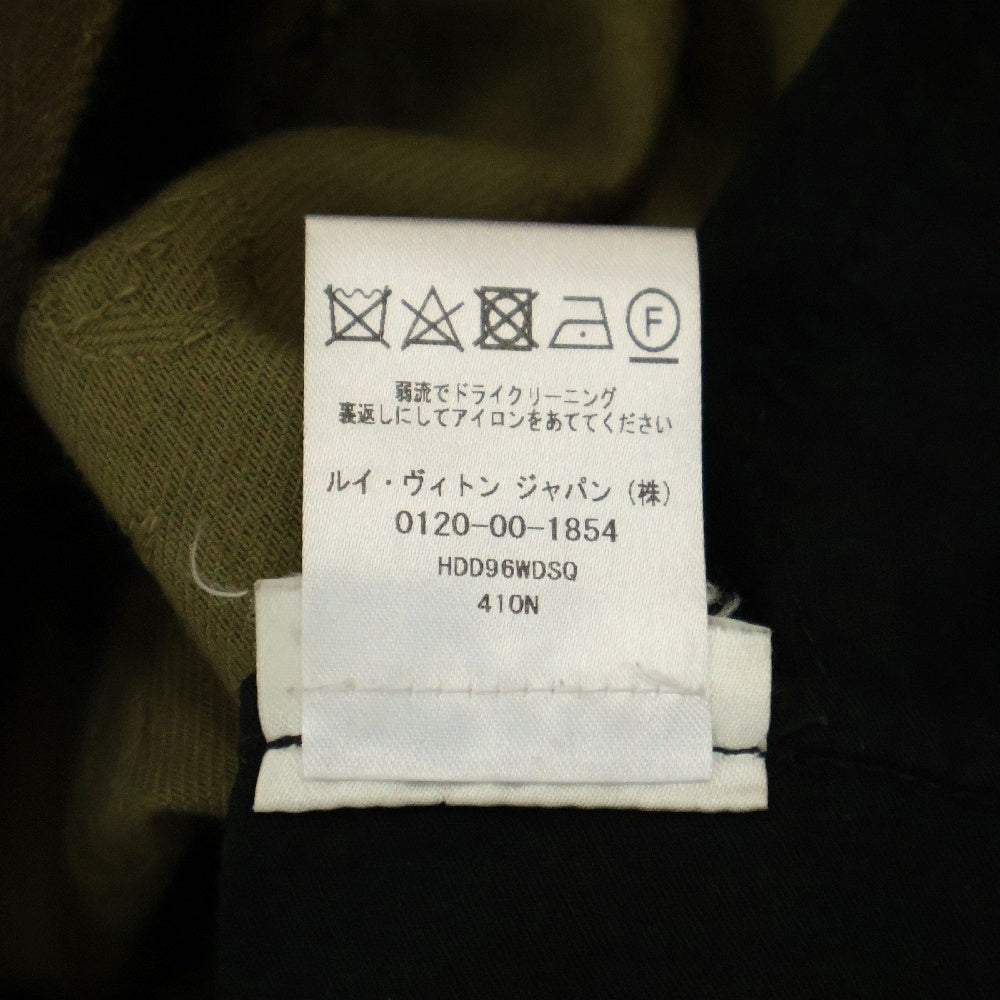 F
弱流でドライクリーニング
裏返しにしてアイロンをあててください
ルイ・ヴィトン ジャパン (株)
0120-00-1854
HDD96WDSQ
410N